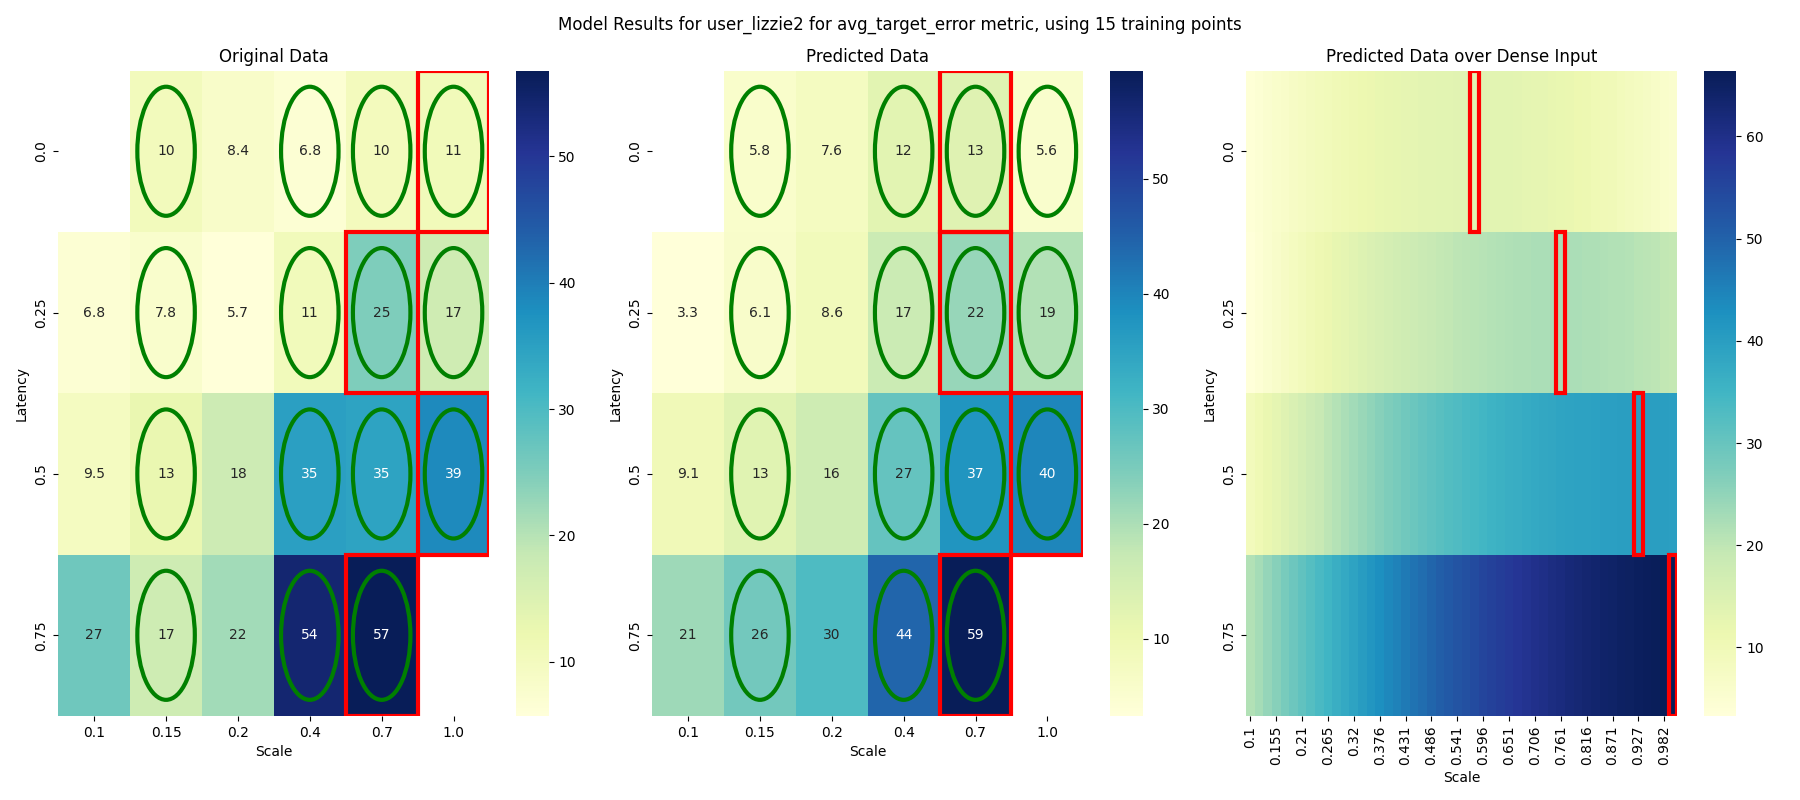 Model Results for user_lizzie2 for avg_target_error metric, using 15 training points
Original Data
Latency
0.0
0.25
0.5
0.75
10 8.4 6.8 10 11
6.8 7.8 5.7 11 25 17
9.5 13 18 35 35 39
27 17 22 54 57
0.1 0.15 0.2 0.4 0.7 1.0
Scale
50
40
30
20
10
Predicted Data
Latency
0.0
0.25
0.5
0.75
5.8 7.6 12 13 5.6
3.3 6.1 8.6 17 22 19
9.1 13 16 27 37 40
21 26 30 44 59
0.1 0.15 0.2 0.4 0.7 1.0
Scale
50
40
30
20
10
Predicted Data over Dense Input
Latency
0.0
0.25
0.5
0.75
0.1 0.155 0.21 0.265 0.32 0.376 0.431 0.486 0.541 0.596 0.651 0.706 0.761 0.816 0.871 0.927 0.982
Scale
60
50
40
30
20
10